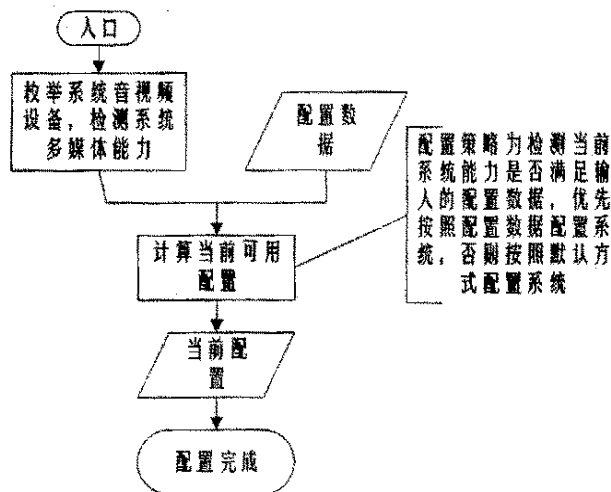 入口
枚举系统音视频
设备，检测系统
多媒体能力
配置数
据
配置策略为检测当前
系统能力是否满足输
入的配置数据，优先
按照配置数据配置系
统，否则按照默认方
式配置系统
计算当前可用
配置
当前配
置
配置完成